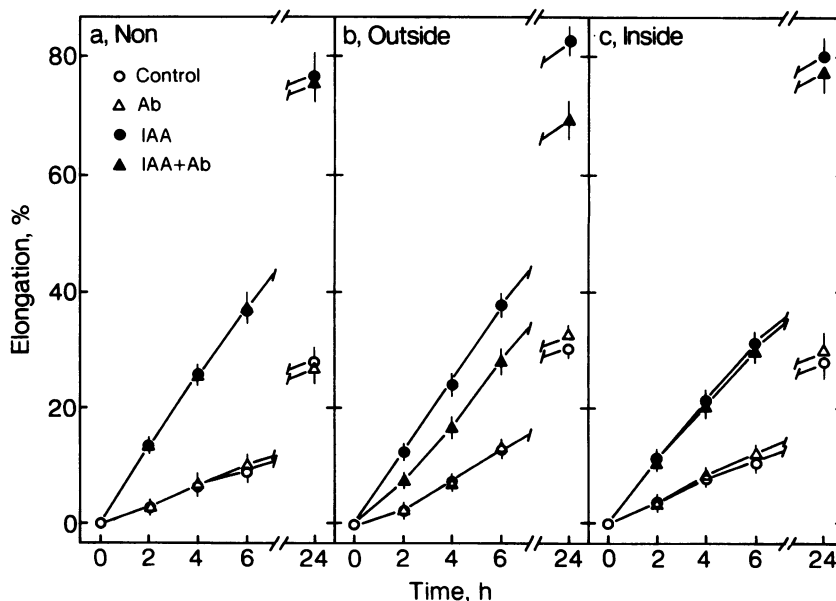 a, Non
b, Outside
c, Inside
Control
Ab
IAA
IAA+Ab
Elongation, %
80
60
40
20
0
0 2 4 6 24
0 2 4 6 24
0 2 4 6 24
Time, h